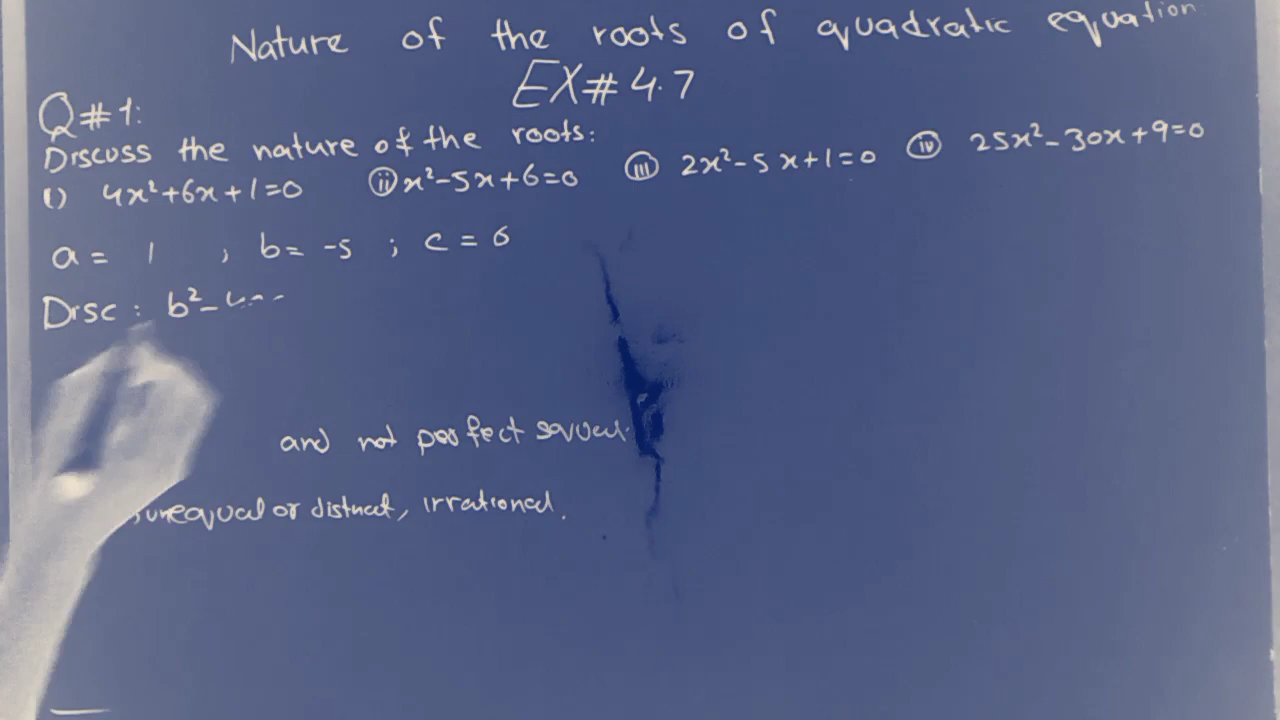 Nature of the roots of quadratic equation
EX#4.7
Q#1:
Discuss the nature of the roots:
(i) 4x²+6x+1=0 (ii) x²-5x+6=0 (iii) 2x²-5x+1=0 (iv) 25x²-30x+9=0
a= 1 , b= -5 ; c = 6
Disc : b²-
and not perfect
unequal or distnct, irrational.